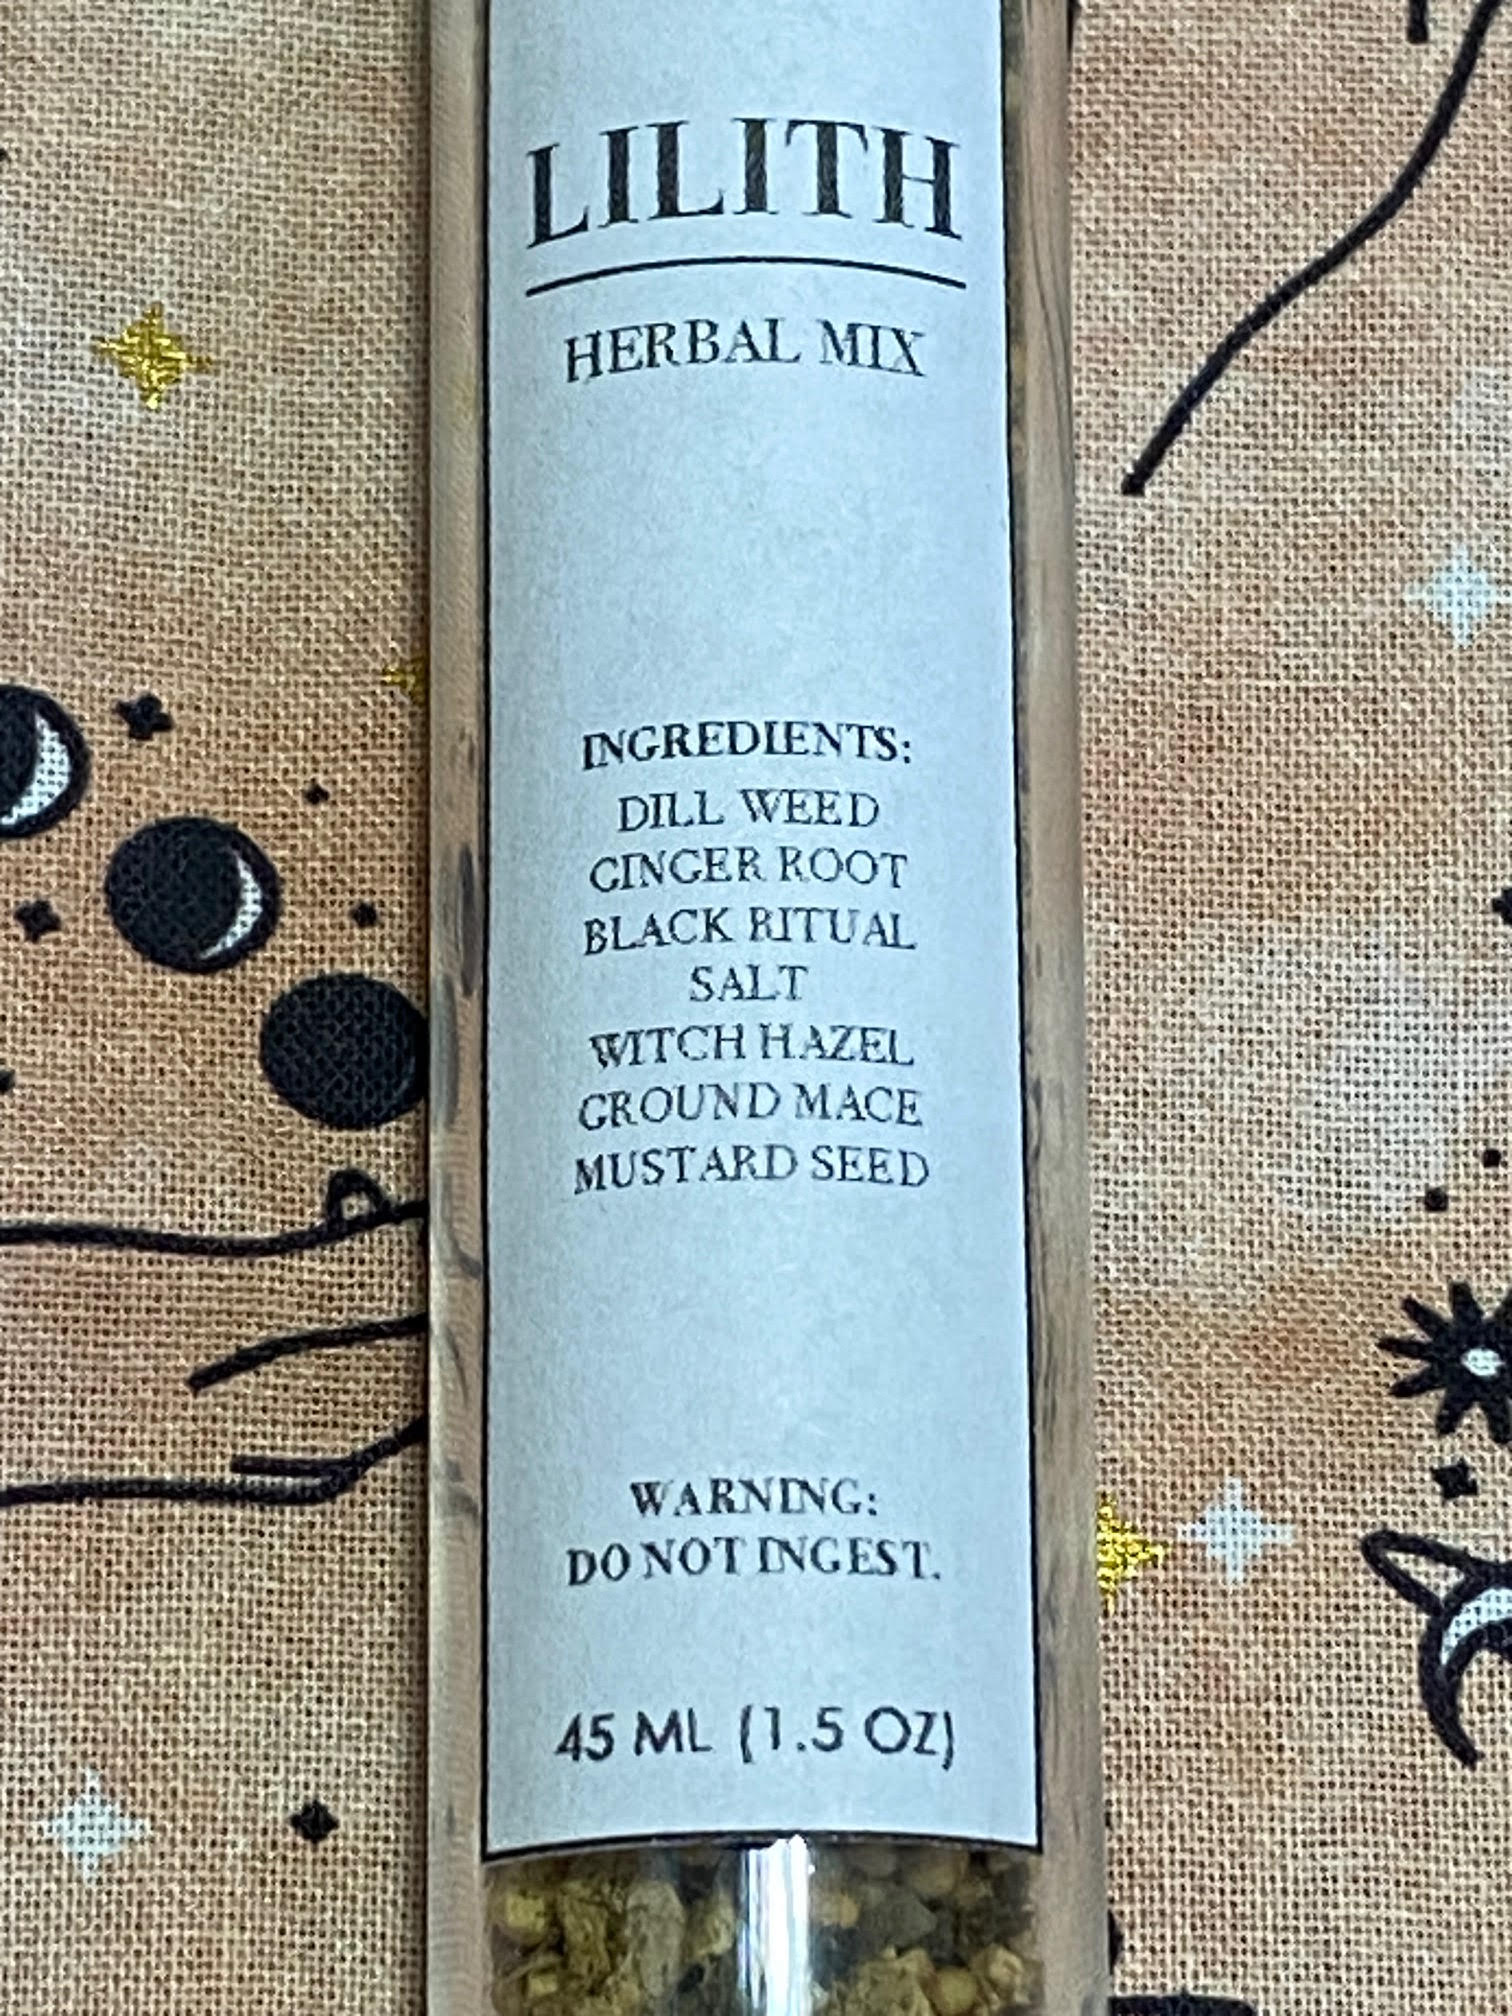 LILITH
HERBAL MIX
INGREDIENTS:
DILL WEED
GINGER ROOT
BLACK RITUAL
SALT
WITCH HAZEL
GROUND MACE
MUSTARD SEED
WARNING:
DO NOT INGEST.
45 ML (1.5 OZ)